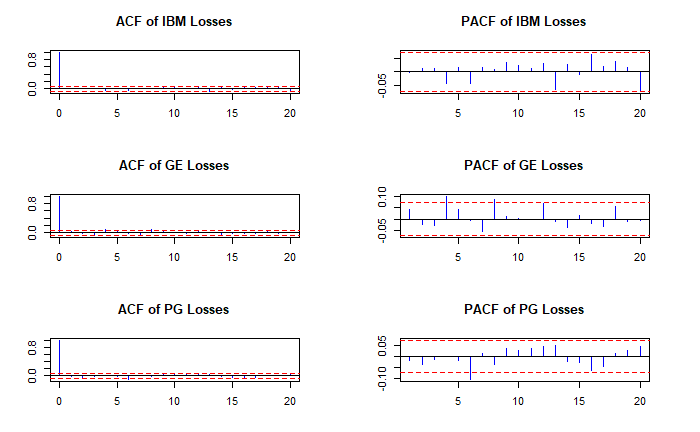 ACF of IBM Losses
0.0 0.8
0 5 10 15 20
PACF of IBM Losses
-0.05
5 10 15 20
ACF of GE Losses
0.0 0.8
0 5 10 15 20
PACF of GE Losses
-0.05 0.10
5 10 15 20
ACF of PG Losses
0.0 0.8
0 5 10 15 20
PACF of PG Losses
-0.10 0.05
5 10 15 20